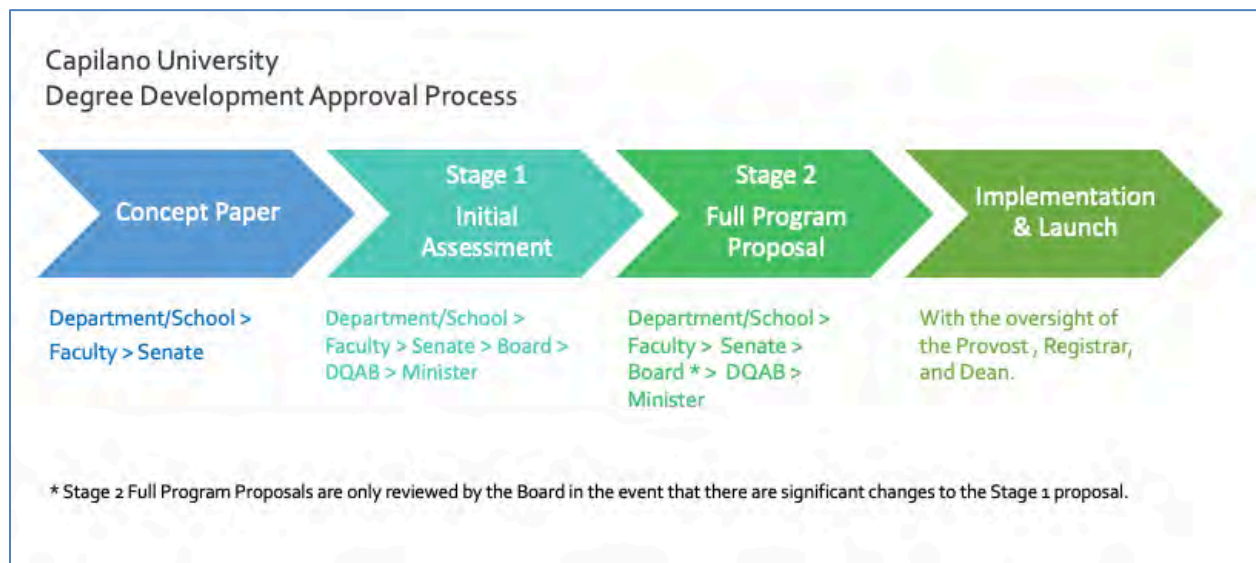 Capilano University
Degree Development Approval Process
Concept Paper
Stage 1
Initial
Assessment
Stage 2
Full Program
Proposal
Implementation
& Launch
Department/School >
Faculty > Senate
Department/School >
Faculty > Senate > Board >
DQAB > Minister
Department/School >
Faculty > Senate >
Board * > DQAB >
Minister
With the oversight of
the Provost , Registrar,
and Dean.
* Stage 2 Full Program Proposals are only reviewed by the Board in the event that there are significant changes to the Stage 1 proposal.